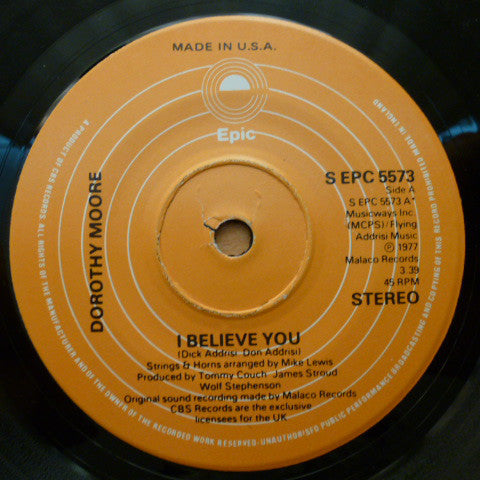 MADE IN U.S.A.
Epic
DOROTHY MOORE
S EPC 5573
Side A
S EPC 5573 A*
Musicways Inc.
(MCPS)/Flying
Addrisi Music
℗ 1977
Malaco Records
3.39
45 RPM
STEREO
I BELIEVE YOU
(Dick Addrisi Don Addrisi)
Strings & Horns arranged by Mike Lewis
Produced by Tommy Couch James Stroud
Wolf Stephenson
Original sound recording made by Malaco Records
CBS Records are the exclusive
licensees for the UK.
A PRODUCT OF CBS RECORDS. ALL RIGHTS OF THE MANUFACTURER AND OF THE OWNER OF THE RECORDED WORK RESERVED-UNAUTHORISED PUBLIC PERFORMANCE BROADCASTING AND COPYING OF THIS RECORD PROHIBITED MADE IN ENGLAND